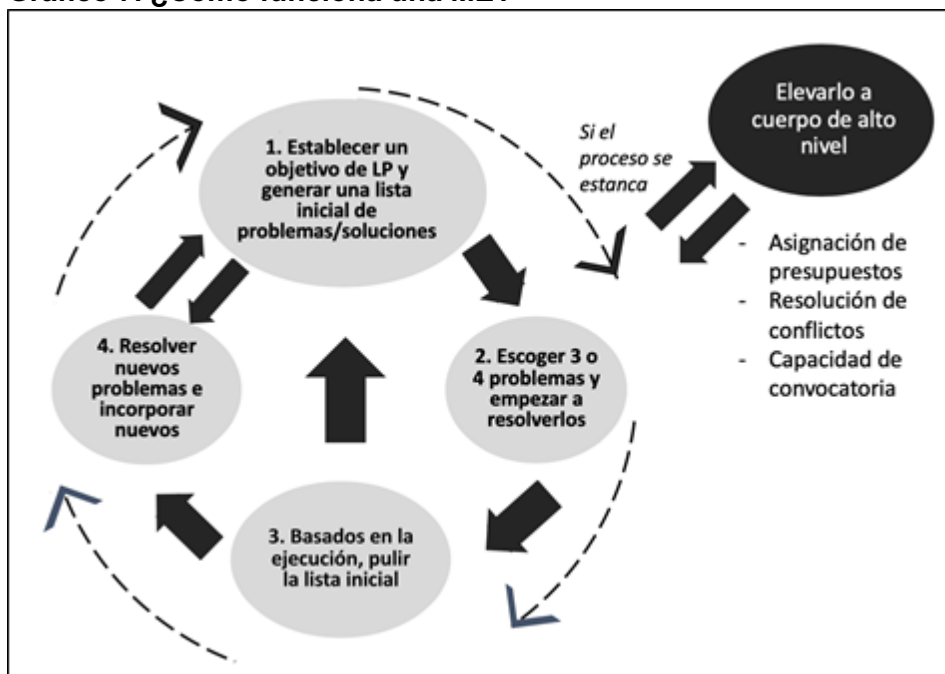 1. Establecer un
objetivo de LP y
generar una lista
inicial de
problemas/soluciones
Si el
proceso se
estanca
Elevarlo a
cuerpo de alto
nivel
- Asignación de
presupuestos
- Resolución de
conflictos
- Capacidad de
convocatoria
2. Escoger 3 o
4 problemas y
empezar a
resolverlos
3. Basados en la
ejecución, pulir
la lista inicial
4. Resolver
nuevos
problemas e
incorporar
nuevos